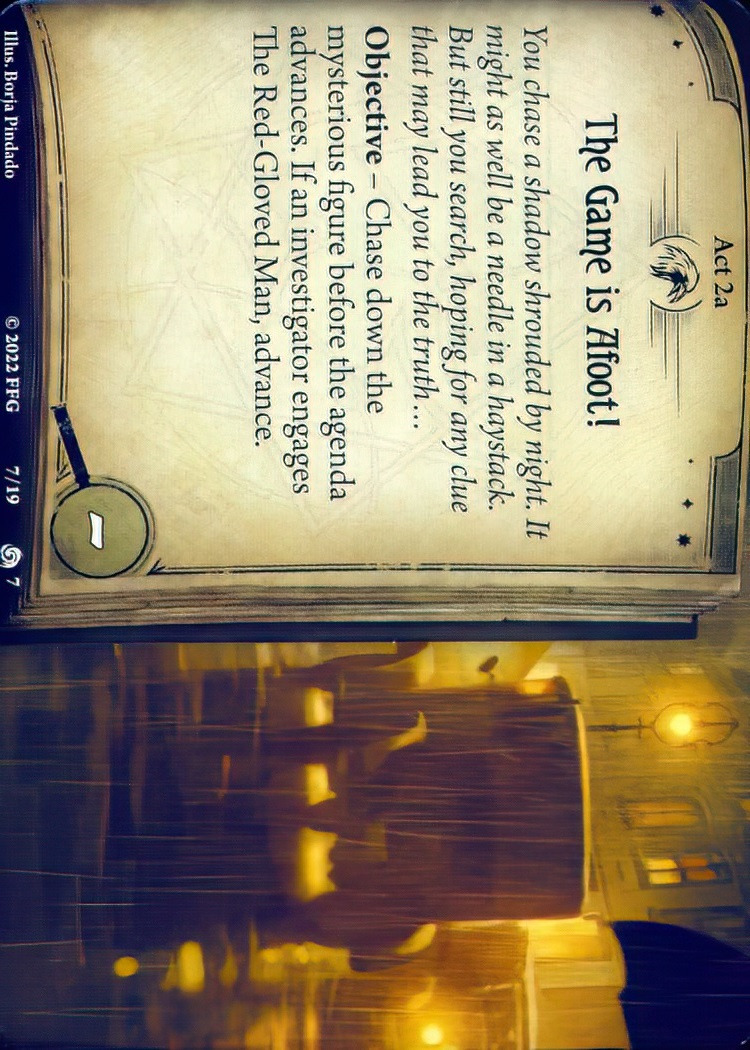 Act 2a
The Game is Afoot!
You chase a shadow shrouded by night. It
might as well be a needle in a haystack.
But still you search, hoping for any clue
that may lead you to the truth…
Objective – Chase down the
mysterious figure before the agenda
advances. If an investigator engages
The Red-Gloved Man, advance.
–
Illus. Borja Pindado © 2022 FFG 7/19 7